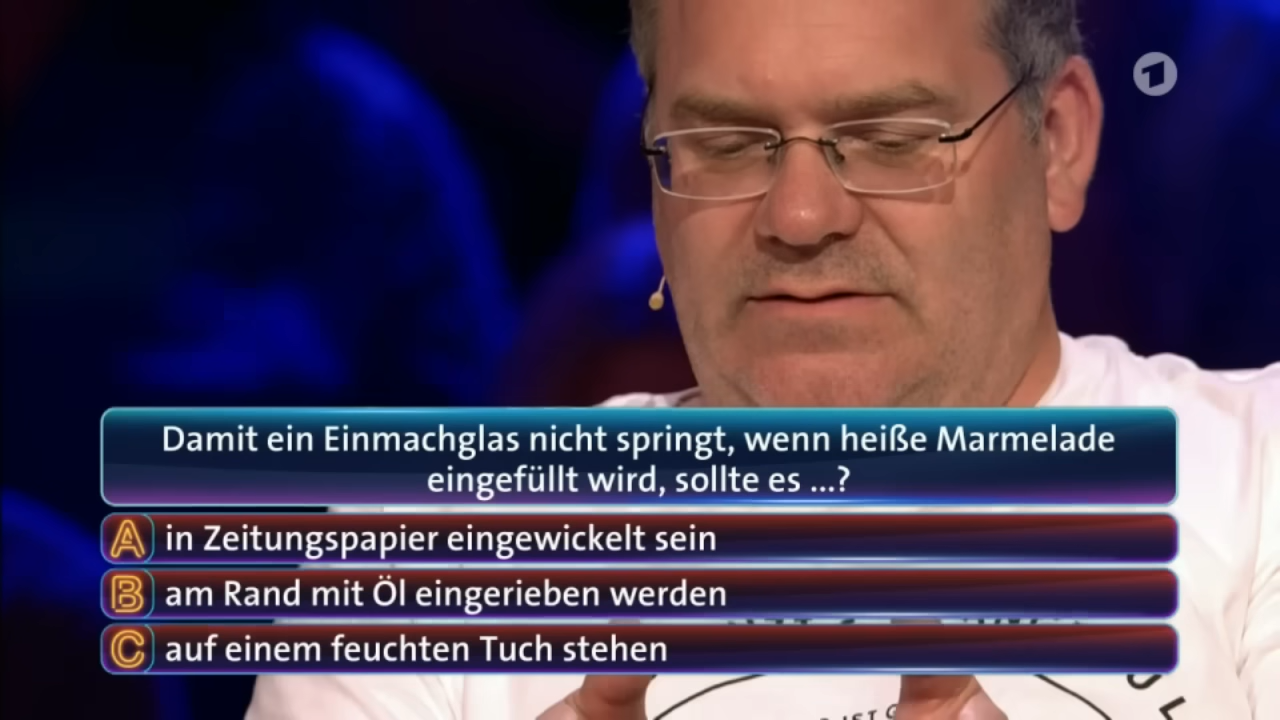 1
Damit ein Einmachglas nicht springt, wenn heiße Marmelade
eingefüllt wird, sollte es ...?
A in Zeitungspapier eingewickelt sein
B am Rand mit Öl eingerieben werden
C auf einem feuchten Tuch stehen